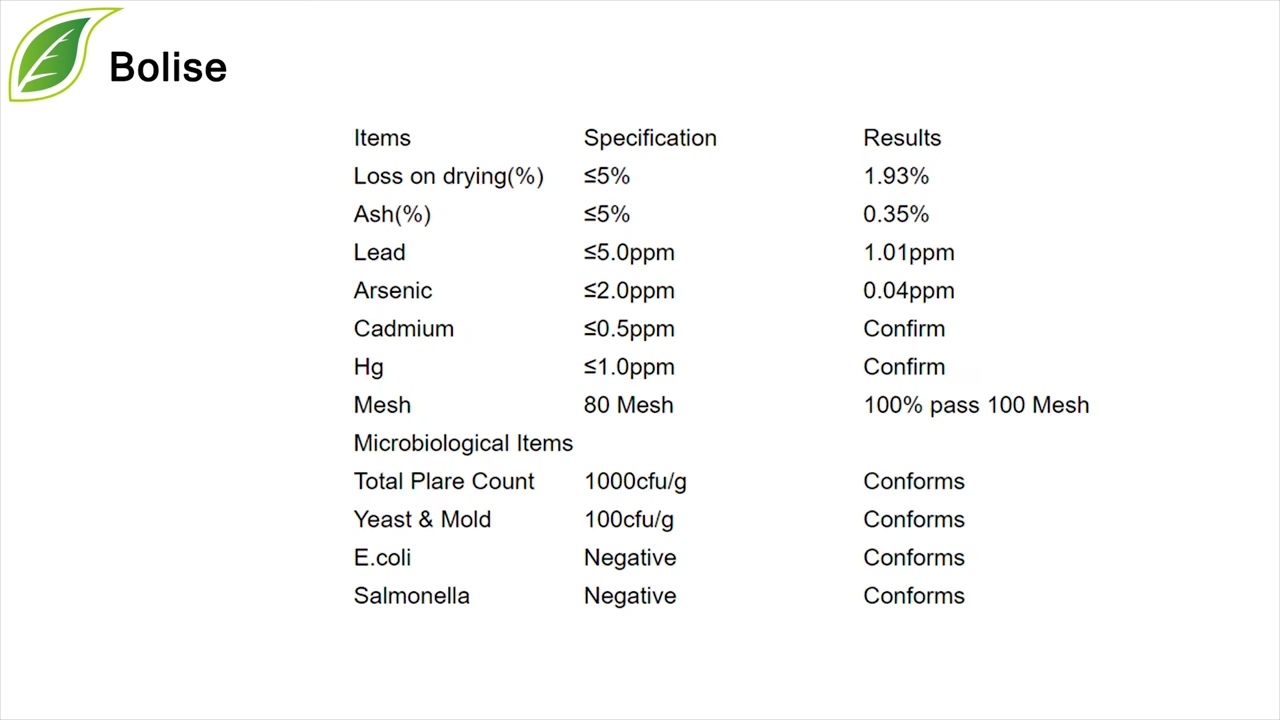 Bolise
Items Specification Results
Loss on drying(%) ≤5% 1.93%
Ash(%) ≤5% 0.35%
Lead ≤5.0ppm 1.01ppm
Arsenic ≤2.0ppm 0.04ppm
Cadmium ≤0.5ppm Confirm
Hg ≤1.0ppm Confirm
Mesh 80 Mesh 100% pass 100 Mesh
Microbiological Items
Total Plare Count 1000cfu/g Conforms
Yeast & Mold 100cfu/g Conforms
E.coli Negative Conforms
Salmonella Negative Conforms